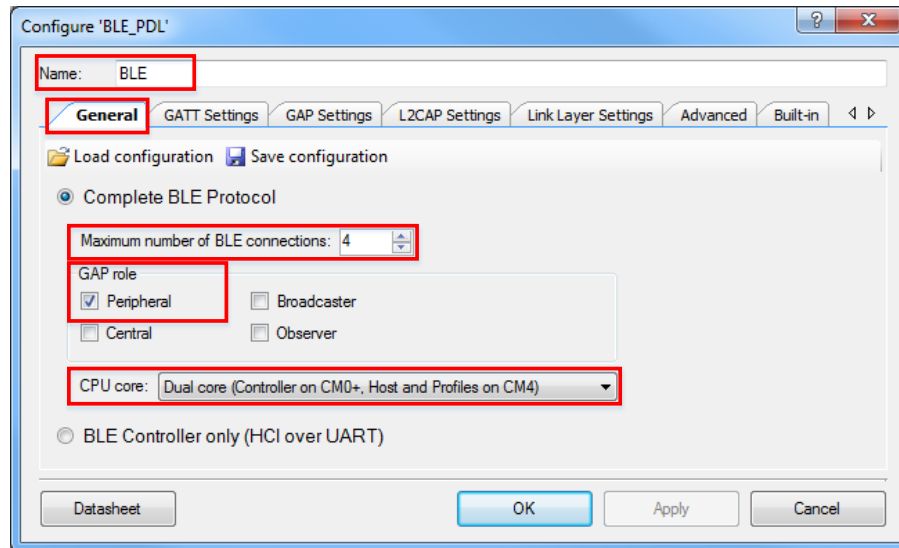 Configure 'BLE_PDL'
Name: BLE
General GATT Settings GAP Settings L2CAP Settings Link Layer Settings Advanced Built-in
Load configuration Save configuration
Complete BLE Protocol
Maximum number of BLE connections: 4
GAP role
Peripheral Broadcaster
Central Observer
CPU core: Dual core (Controller on CM0+, Host and Profiles on CM4)
BLE Controller only (HCI over UART)
Datasheet OK Apply Cancel